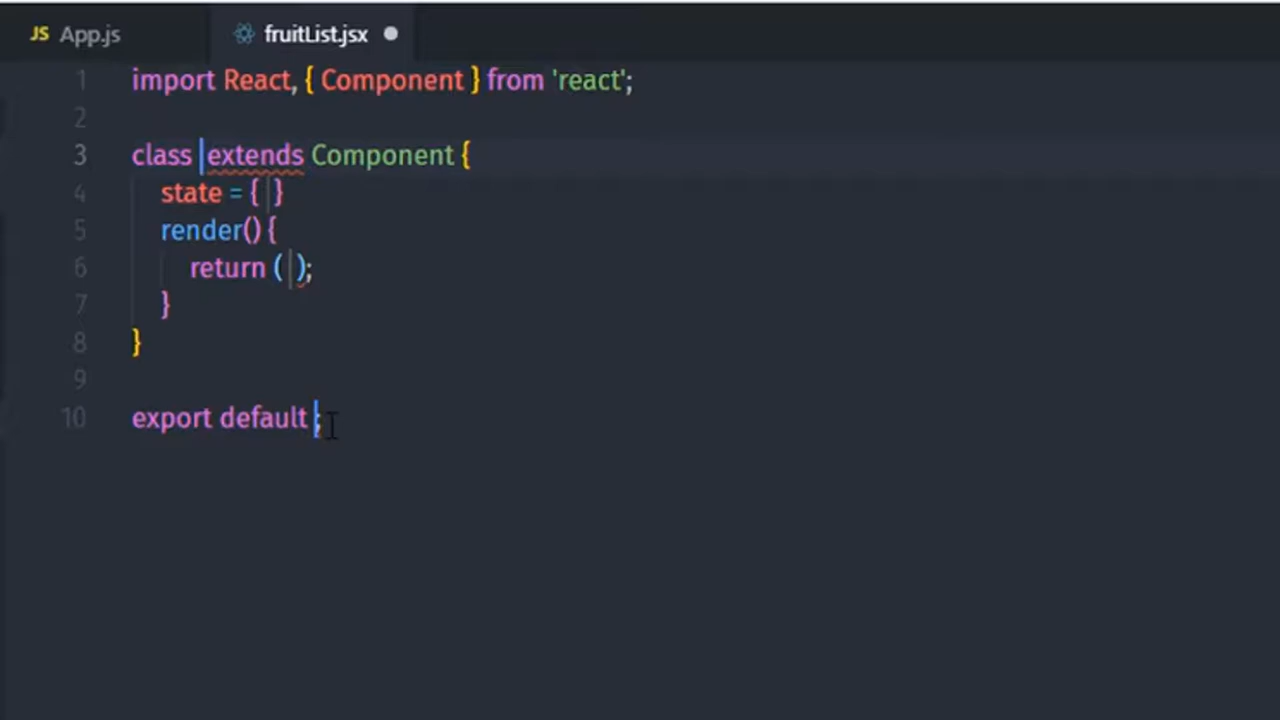 JS App.js fruitList.jsx
1 import React, { Component } from 'react';
2
3 class extends Component {
4 state = { }
5 render() {
6 return ( );
7 }
8 }
9
10 export default ;